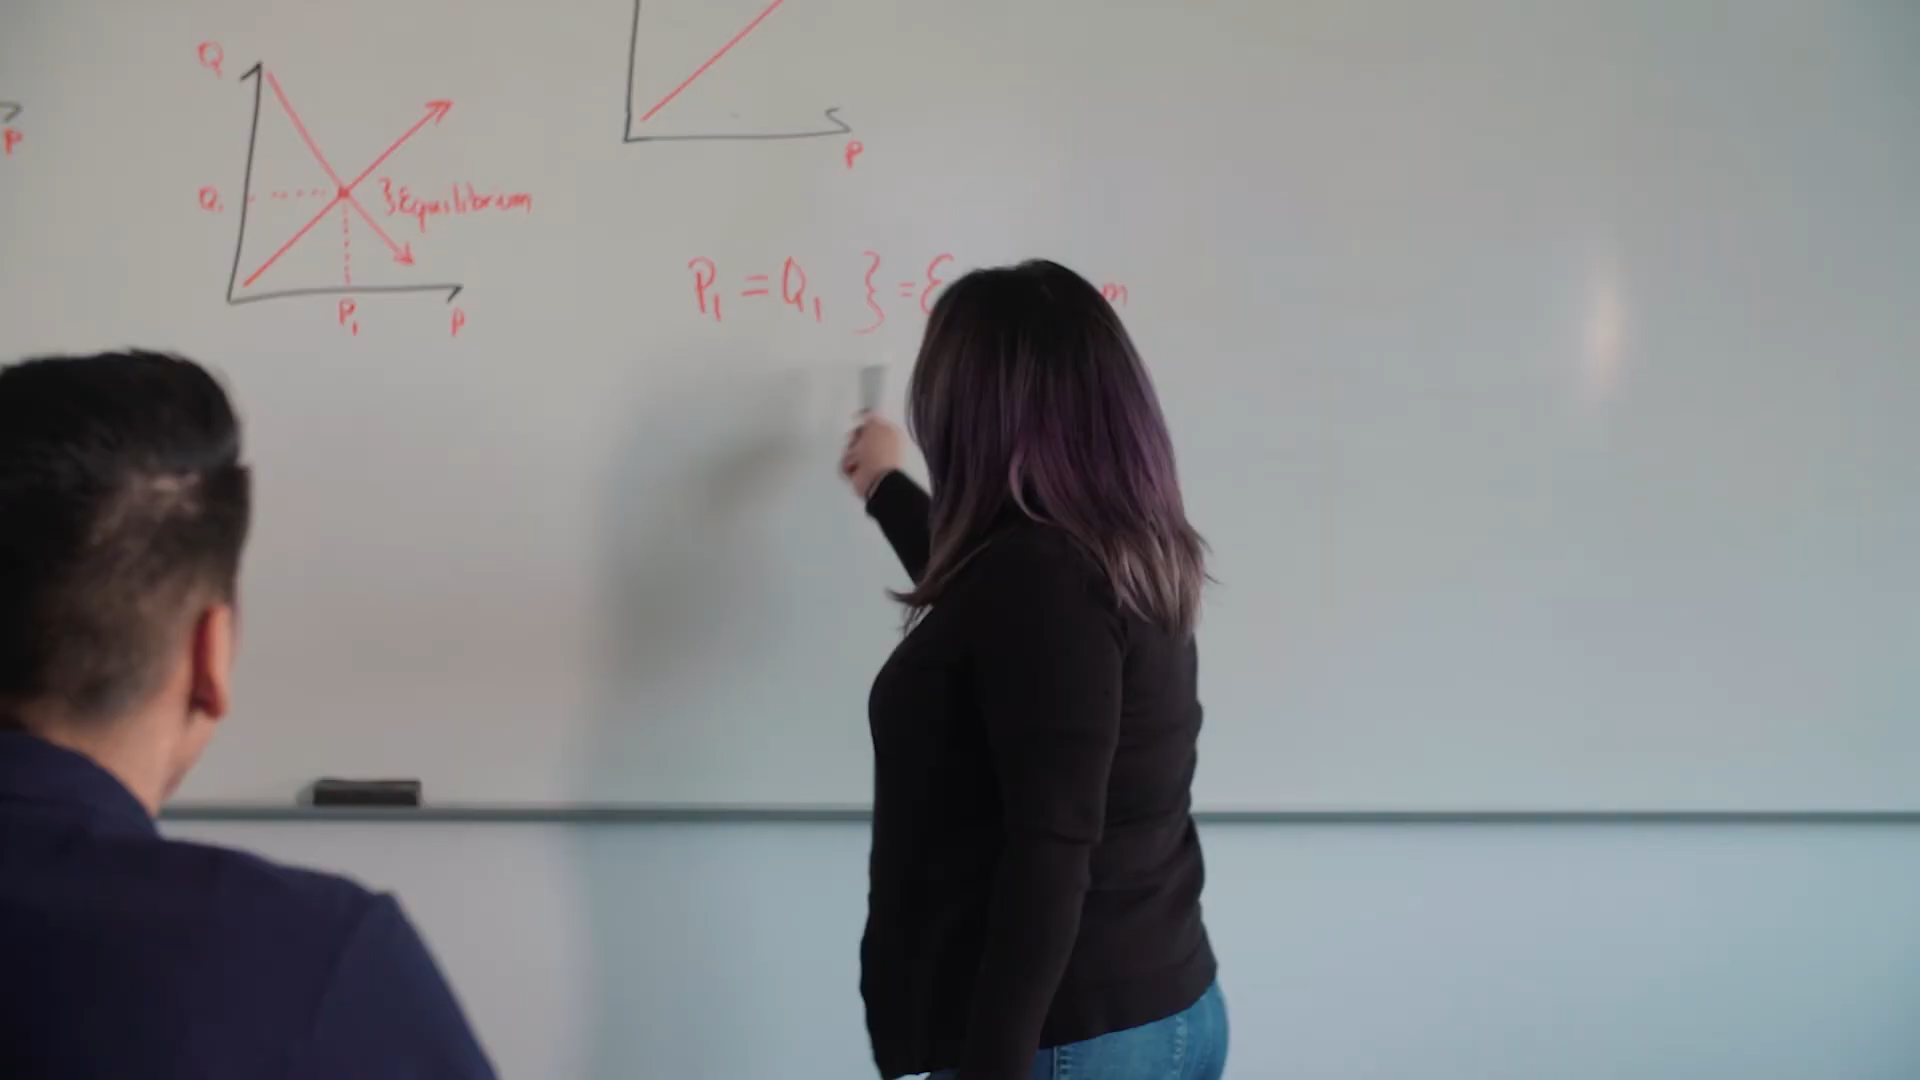 Q
P
Q₁
} Equilibrium
P₁
P
P
P₁ = Q₁ } =